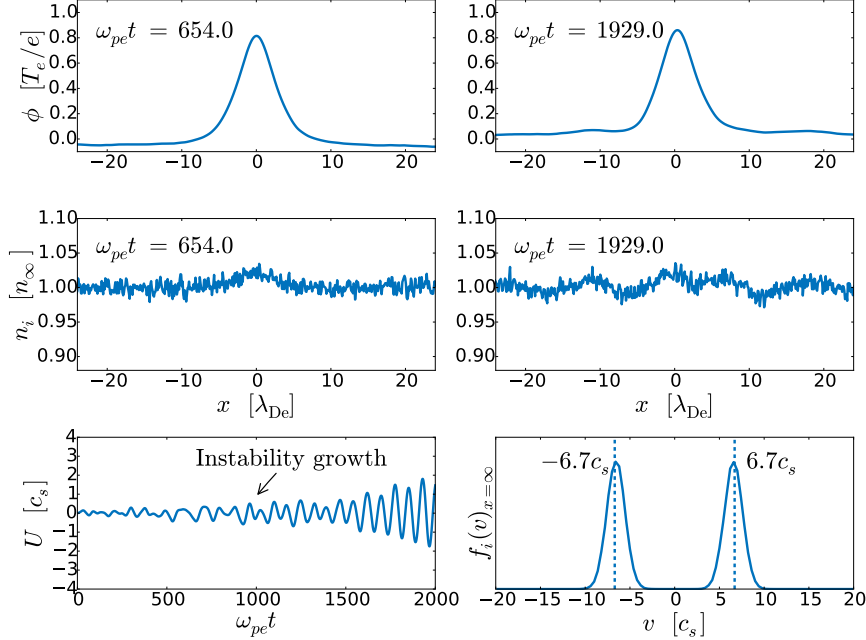 1.0
0.8
0.6
0.4
0.2
0.0
ϕ [T_e/e]
ω_pe t = 654.0
−20 −10 0 10 20
1.0
0.8
0.6
0.4
0.2
0.0
ω_pe t = 1929.0
−20 −10 0 10 20
1.10
1.05
1.00
0.95
0.90
n_i [n_∞]
ω_pe t = 654.0
−20 −10 0 10 20
x [λ_De]
1.10
1.05
1.00
0.95
0.90
ω_pe t = 1929.0
−20 −10 0 10 20
x [λ_De]
4
3
2
1
0
−1
−2
−3
−4
U [c_s]
Instability growth
0 500 1000 1500 2000
ω_pe t
f_i(v)_{x=∞}
−6.7c_s 6.7c_s
−20 −15 −10 −5 0 5 10 15 20
v [c_s]